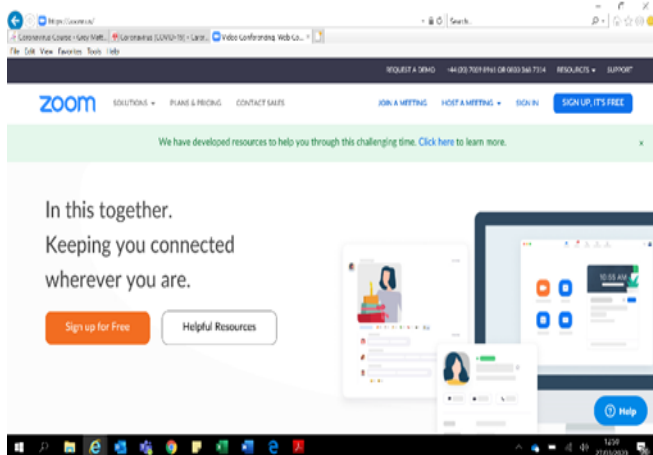 https://zoom.us/
Search...
Coronavirus Course - Grey Matt...
Coronavirus (COVID-19) -
Video Conferencing, Web Co...
File Edit View Favorites Tools Help
REQUEST A DEMO RESOURCES SUPPORT
zoom SOLUTIONS PLANS & PRICING CONTACT SALES JOIN A MEETING HOST A MEETING SIGN IN SIGN UP, IT'S FREE
We have developed resources to help you through this challenging time. Click here to learn more.
In this together.
Keeping you connected
wherever you are.
Sign up for Free Helpful Resources
10:55 AM
Help